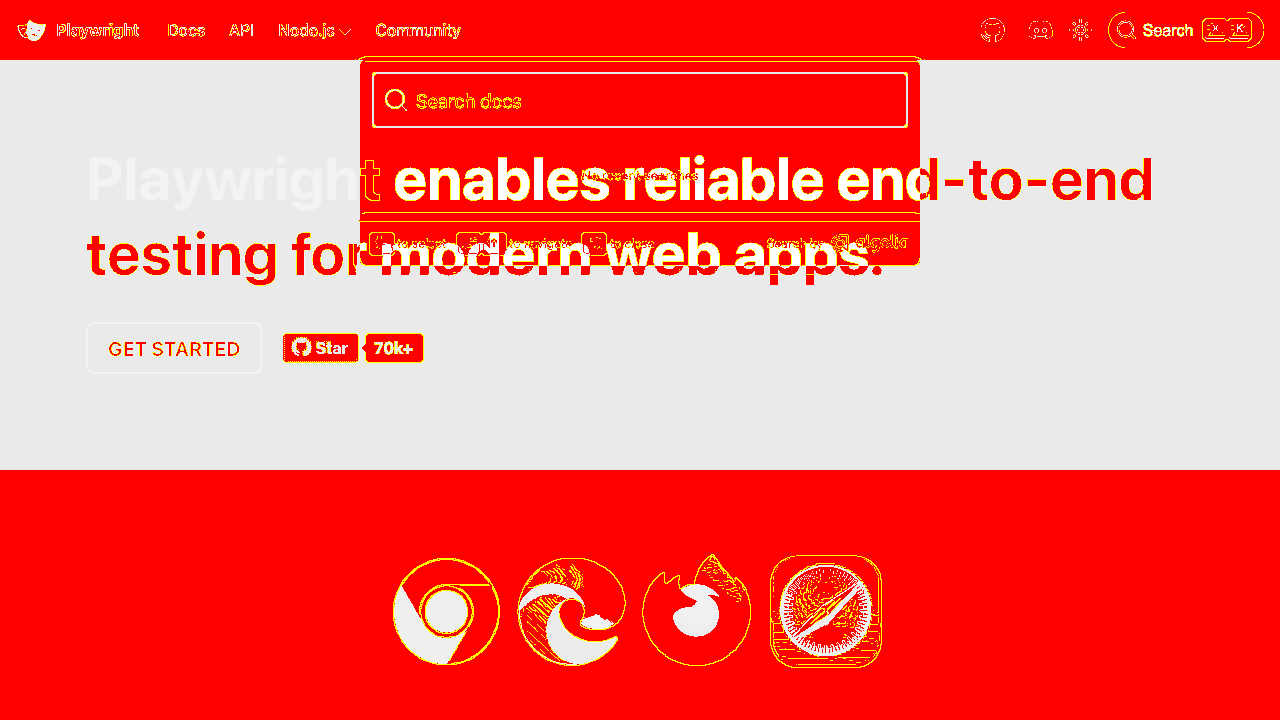 Playwright Docs API Node.js Community Search
Search docs
No recent searches
Playwright enables reliable end-to-end
testing for modern web apps.
to select to navigate to close Search by algolia
GET STARTED Star 70k+